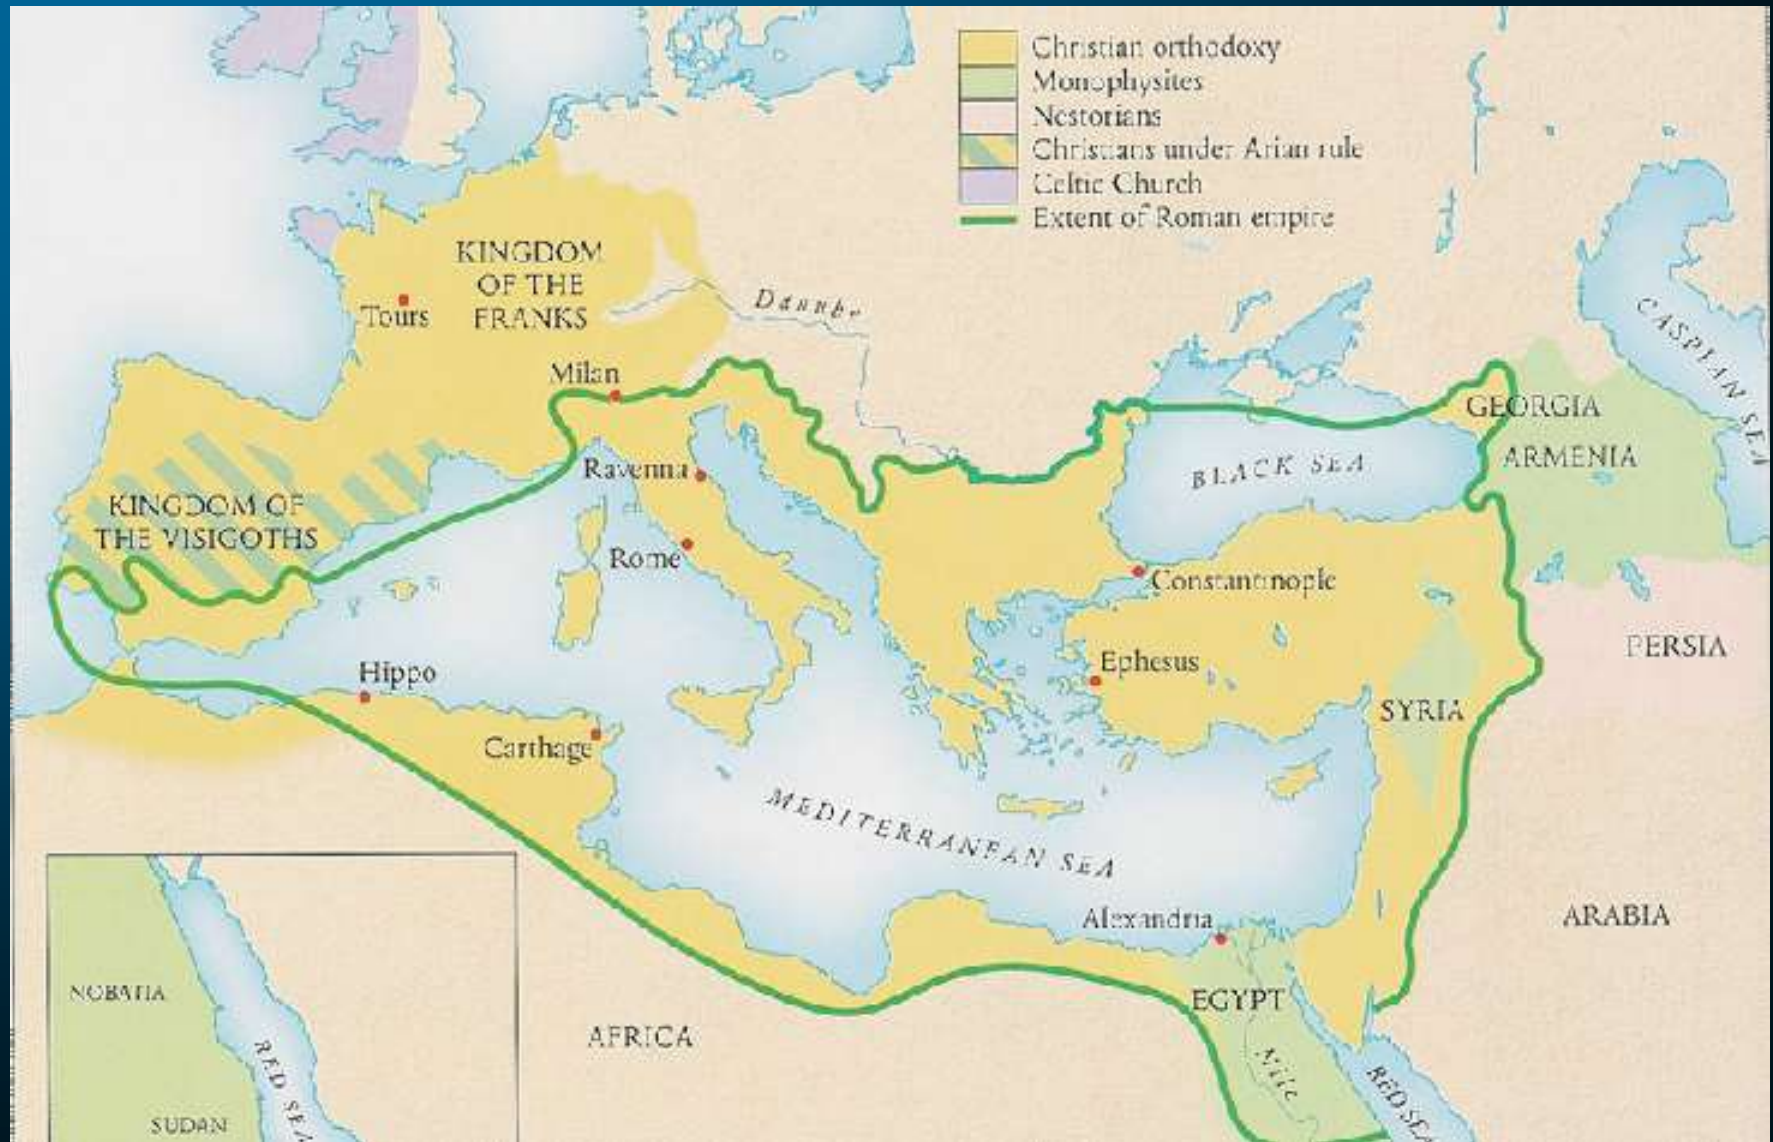 Christian orthodoxy
Monophysites
Nestorians
Christians under Arian rule
Celtic Church
Extent of Roman empire
KINGDOM
OF THE
FRANKS
Tours
Danube
Milan
CASPIAN SEA
GEORGIA
ARMENIA
BLACK SEA
Ravenna
KINGDOM OF
THE VISIGOTHS
Rome
Constantinople
PERSIA
Hippo
Ephesus
SYRIA
Carthage
MEDITERRANEAN SEA
Alexandria
ARABIA
NOBATIA
EGYPT
AFRICA
RED SEA
Nile
RED SEA
SUDAN